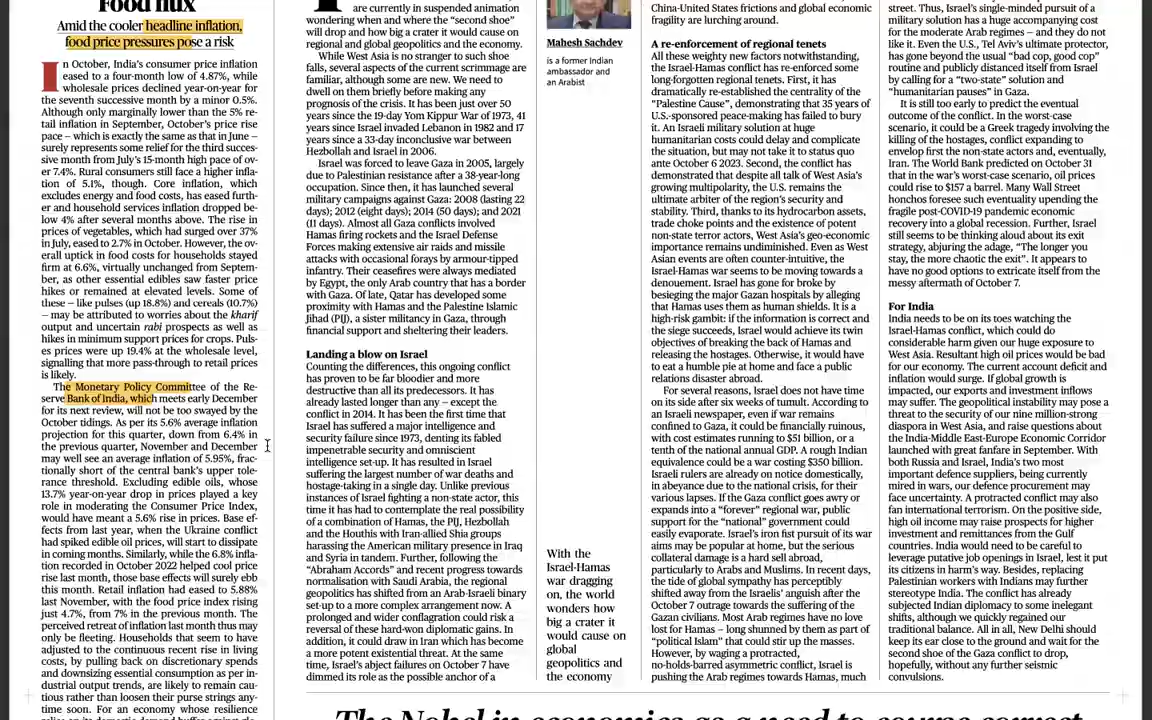 Food flux
Amid the cooler headline inflation,
food price pressures pose a risk
In October, India's consumer price inflation
eased to a four-month low of 4.87%, while
wholesale prices declined year-on-year for
the seventh successive month by a minor 0.5%.
Although only marginally lower than the 5% re-
tail inflation in September, October's price rise
pace – which is exactly the same as that in June –
surely represents some relief for the third succes-
sive month from July's 15-month high pace of ov-
er 7.4%. Rural consumers still face a higher infla-
tion of 5.1%, though. Core inflation, which
excludes energy and food costs, has eased furth-
er and household services inflation dropped be-
low 4% after several months above. The rise in
prices of vegetables, which had surged over 37%
in July, eased to 2.7% in October. However, the ov-
erall uptick in food costs for households stayed
firm at 6.6%, virtually unchanged from Septem-
ber, as other essential edibles saw faster price
hikes or remained at elevated levels. Some of
these – like pulses (up 18.8%) and cereals (10.7%)
– may be attributed to worries about the kharif
output and uncertain rabi prospects as well as
hikes in minimum support prices for crops. Puls-
es prices were up 19.4% at the wholesale level,
signalling that more pass-through to retail prices
is likely.
The Monetary Policy Committee of the Re-
serve Bank of India, which meets early December
for its next review, will not be too swayed by the
October tidings. As per its 5.6% average inflation
projection for this quarter, down from 6.4% in
the previous quarter, November and December
may well see an average inflation of 5.95%, frac-
tionally short of the central bank's upper tole-
rance threshold. Excluding edible oils, whose
13.7% year-on-year drop in prices played a key
role in moderating the Consumer Price Index,
would have meant a 5.6% rise in prices. Base ef-
fects from last year, when the Ukraine conflict
had spiked edible oil prices, will start to dissipate
in coming months. Similarly, while the 6.8% infla-
tion recorded in October 2022 helped cool price
rise last month, those base effects will surely ebb
this month. Retail inflation had eased to 5.88%
last November, with the food price index rising
just 4.7%, from 7% in the previous month. The
perceived retreat of inflation last month thus may
only be fleeting. Households that seem to have
adjusted to the continuous recent rise in living
costs, by pulling back on discretionary spends
and downsizing essential consumption as per in-
dustrial output trends, are likely to remain cau-
tious rather than loosen their purse strings any-
time soon. For an economy whose resilience
are currently in suspended animation
wondering when and where the “second shoe”
will drop and how big a crater it would cause on
regional and global geopolitics and the economy.
While West Asia is no stranger to such shoe
falls, several aspects of the current scrimmage are
familiar, although some are new. We need to
dwell on them briefly before making any
prognosis of the crisis. It has been just over 50
years since the 19-day Yom Kippur War of 1973, 41
years since Israel invaded Lebanon in 1982 and 17
years since a 33-day inconclusive war between
Hezbollah and Israel in 2006.
Israel was forced to leave Gaza in 2005, largely
due to Palestinian resistance after a 38-year-long
occupation. Since then, it has launched several
military campaigns against Gaza: 2008 (lasting 22
days); 2012 (eight days); 2014 (50 days); and 2021
(11 days). Almost all Gaza conflicts involved
Hamas firing rockets and the Israel Defense
Forces making extensive air raids and missile
attacks with occasional forays by armour-tipped
infantry. Their ceasefires were always mediated
by Egypt, the only Arab country that has a border
with Gaza. Of late, Qatar has developed some
proximity with Hamas and the Palestine Islamic
Jihad (PIJ), a sister militancy in Gaza, through
financial support and sheltering their leaders.
Landing a blow on Israel
Counting the differences, this ongoing conflict
has proven to be far bloodier and more
destructive than all its predecessors. It has
already lasted longer than any – except the
conflict in 2014. It has been the first time that
Israel has suffered a major intelligence and
security failure since 1973, denting its fabled
impenetrable security and omniscient
intelligence set-up. It has resulted in Israel
suffering the largest number of war deaths and
hostage-taking in a single day. Unlike previous
instances of Israel fighting a non-state actor, this
time it has had to contemplate the real possibility
of a combination of Hamas, the PIJ, Hezbollah
and the Houthis with Iran-allied Shia groups
harassing the American military presence in Iraq
and Syria in tandem. Further, following the
“Abraham Accords” and recent progress towards
normalisation with Saudi Arabia, the regional
geopolitics has shifted from an Arab-Israeli binary
set-up to a more complex arrangement now. A
prolonged and wider conflagration could risk a
reversal of these hard-won diplomatic gains. In
addition, it could draw in Iran which has become
a more potent existential threat. At the same
time, Israel's abject failures on October 7 have
dimmed its role as the possible anchor of a
Mahesh Sachdev
is a former Indian
ambassador and
an Arabist
With the
Israel-Hamas
war dragging
on, the world
wonders how
big a crater it
would cause on
global
geopolitics and
the economy
China-United States frictions and global economic
fragility are lurching around.
A re-enforcement of regional tenets
All these weighty new factors notwithstanding,
the Israel-Hamas conflict has re-enforced some
long-forgotten regional tenets. First, it has
dramatically re-established the centrality of the
“Palestine Cause”, demonstrating that 35 years of
U.S.-sponsored peace-making has failed to bury
it. An Israeli military solution at huge
humanitarian costs could delay and complicate
the situation, but may not take it to status quo
ante October 6 2023. Second, the conflict has
demonstrated that despite all talk of West Asia's
growing multipolarity, the U.S. remains the
ultimate arbiter of the region's security and
stability. Third, thanks to its hydrocarbon assets,
trade choke points and the existence of potent
non-state terror actors, West Asia's geo-economic
importance remains undiminished. Even as West
Asian events are often counter-intuitive, the
Israel-Hamas war seems to be moving towards a
denouement. Israel has gone for broke by
besieging the major Gazan hospitals by alleging
that Hamas uses them as human shields. It is a
high-risk gambit: if the information is correct and
the siege succeeds, Israel would achieve its twin
objectives of breaking the back of Hamas and
releasing the hostages. Otherwise, it would have
to eat a humble pie at home and face a public
relations disaster abroad.
For several reasons, Israel does not have time
on its side after six weeks of tumult. According to
an Israeli newspaper, even if war remains
confined to Gaza, it could be financially ruinous,
with cost estimates running to $51 billion, or a
tenth of the national annual GDP. A rough Indian
equivalence could be a war costing $350 billion.
Israeli rulers are already on notice domestically,
in abeyance due to the national crisis, for their
various lapses. If the Gaza conflict goes awry or
expands into a “forever” regional war, public
support for the “national” government could
easily evaporate. Israel's iron fist pursuit of its war
aims may be popular at home, but the serious
collateral damage is a hard sell abroad,
particularly to Arabs and Muslims. In recent days,
the tide of global sympathy has perceptibly
shifted away from the Israelis' anguish after the
October 7 outrage towards the suffering of the
Gazan civilians. Most Arab regimes have no love
lost for Hamas – long shunned by them as part of
“political Islam” that could stir up the masses.
However, by waging a protracted,
no-holds-barred asymmetric conflict, Israel is
pushing the Arab regimes towards Hamas, much
street. Thus, Israel's single-minded pursuit of a
military solution has a huge accompanying cost
for the moderate Arab regimes – and they do not
like it. Even the U.S., Tel Aviv's ultimate protector,
has gone beyond the usual “bad cop, good cop”
routine and publicly distanced itself from Israel
by calling for a “two-state” solution and
“humanitarian pauses” in Gaza.
It is still too early to predict the eventual
outcome of the conflict. In the worst-case
scenario, it could be a Greek tragedy involving the
killing of the hostages, conflict expanding to
envelop first the non-state actors and, eventually,
Iran. The World Bank predicted on October 31
that in the war's worst-case scenario, oil prices
could rise to $157 a barrel. Many Wall Street
honchos foresee such eventuality upending the
fragile post-COVID-19 pandemic economic
recovery into a global recession. Further, Israel
still seems to be thinking aloud about its exit
strategy, abjuring the adage, “The longer you
stay, the more chaotic the exit”. It appears to
have no good options to extricate itself from the
messy aftermath of October 7.
For India
India needs to be on its toes watching the
Israel-Hamas conflict, which could do
considerable harm given our huge exposure to
West Asia. Resultant high oil prices would be bad
for our economy. The current account deficit and
inflation would surge. If global growth is
impacted, our exports and investment inflows
may suffer. The geopolitical instability may pose a
threat to the security of our nine million-strong
diaspora in West Asia, and raise questions about
the India-Middle East-Europe Economic Corridor
launched with great fanfare in September. With
both Russia and Israel, India's two most
important defence suppliers, being currently
mired in wars, our defence procurement may
face uncertainty. A protracted conflict may also
fan international terrorism. On the positive side,
high oil income may raise prospects for higher
investment and remittances from the Gulf
countries. India would need to be careful to
leverage putative job openings in Israel, lest it put
its citizens in harm's way. Besides, replacing
Palestinian workers with Indians may further
stereotype India. The conflict has already
subjected Indian diplomacy to some inelegant
shifts, although we quickly regained our
traditional balance. All in all, New Delhi should
keep its ear close to the ground and wait for the
second shoe of the Gaza conflict to drop,
hopefully, without any further seismic
convulsions.
The Nobel in economics as a need to course correct